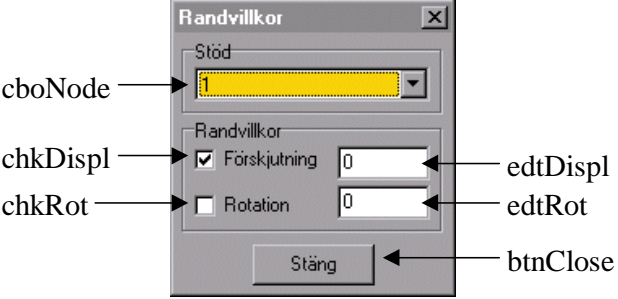 Randvillkor
Stöd
cboNode
1
Randvillkor
chkDispl
Förskjutning
0
edtDispl
chkRot
Rotation
0
edtRot
Stäng
btnClose